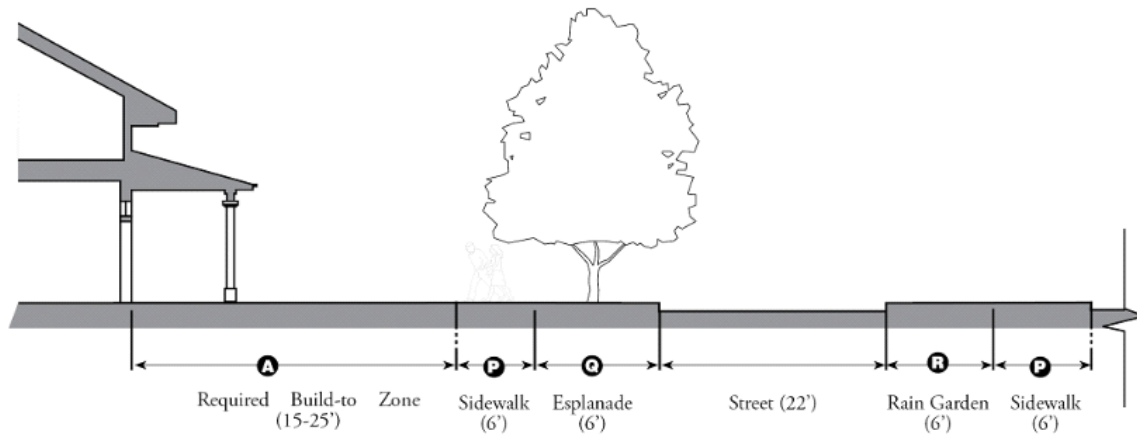 A P Q R P
Required Build-to Zone Sidewalk Esplanade Street (22') Rain Garden Sidewalk
(15-25') (6') (6') (6') (6')